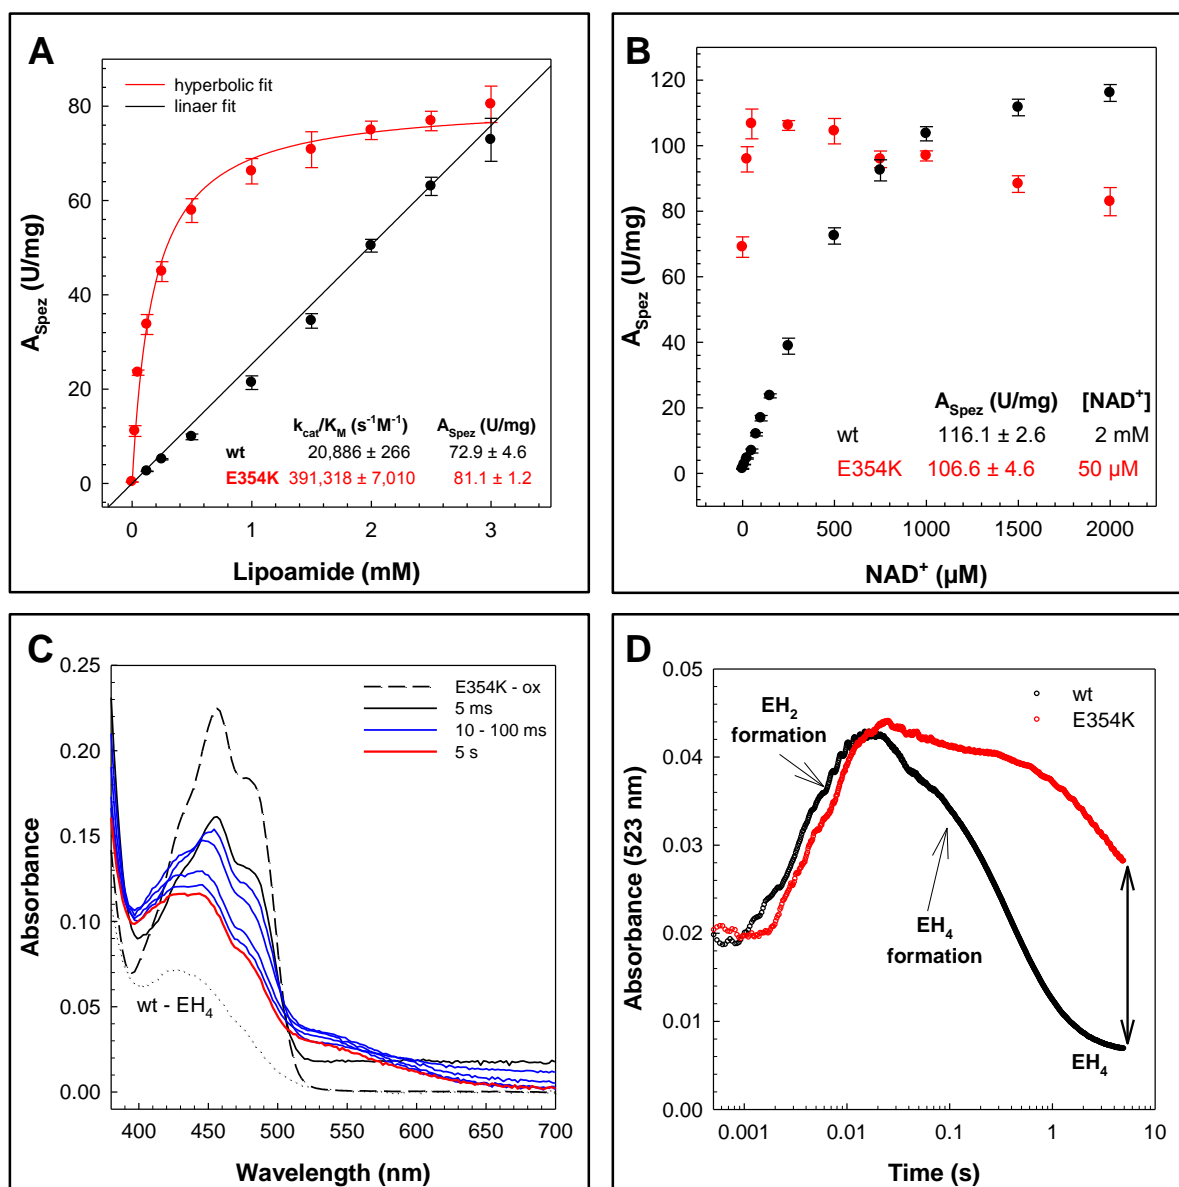 A
hyperbolic fit
linaer fit
80
60
40
20
0
A_Spez (U/mg)
k_cat/K_M (s⁻¹M⁻¹) A_Spez (U/mg)
wt 20,886 ± 266 72.9 ± 4.6
E354K 391,318 ± 7,010 81.1 ± 1.2
0 1 2 3
Lipoamide (mM)
B
120
100
80
60
40
20
0
A_Spez (U/mg)
A_Spez (U/mg) [NAD⁺]
wt 116.1 ± 2.6 2 mM
E354K 106.6 ± 4.6 50 µM
0 500 1000 1500 2000
NAD⁺ (µM)
C
0.25
0.20
0.15
0.10
0.05
0.00
Absorbance
E354K - ox
5 ms
10 - 100 ms
5 s
wt - EH₄
400 450 500 550 600 650 700
Wavelength (nm)
D
0.05
0.04
0.03
0.02
0.01
0.00
Absorbance (523 nm)
wt
E354K
EH₂
formation
EH₄
formation
EH₄
0.001 0.01 0.1 1 10
Time (s)